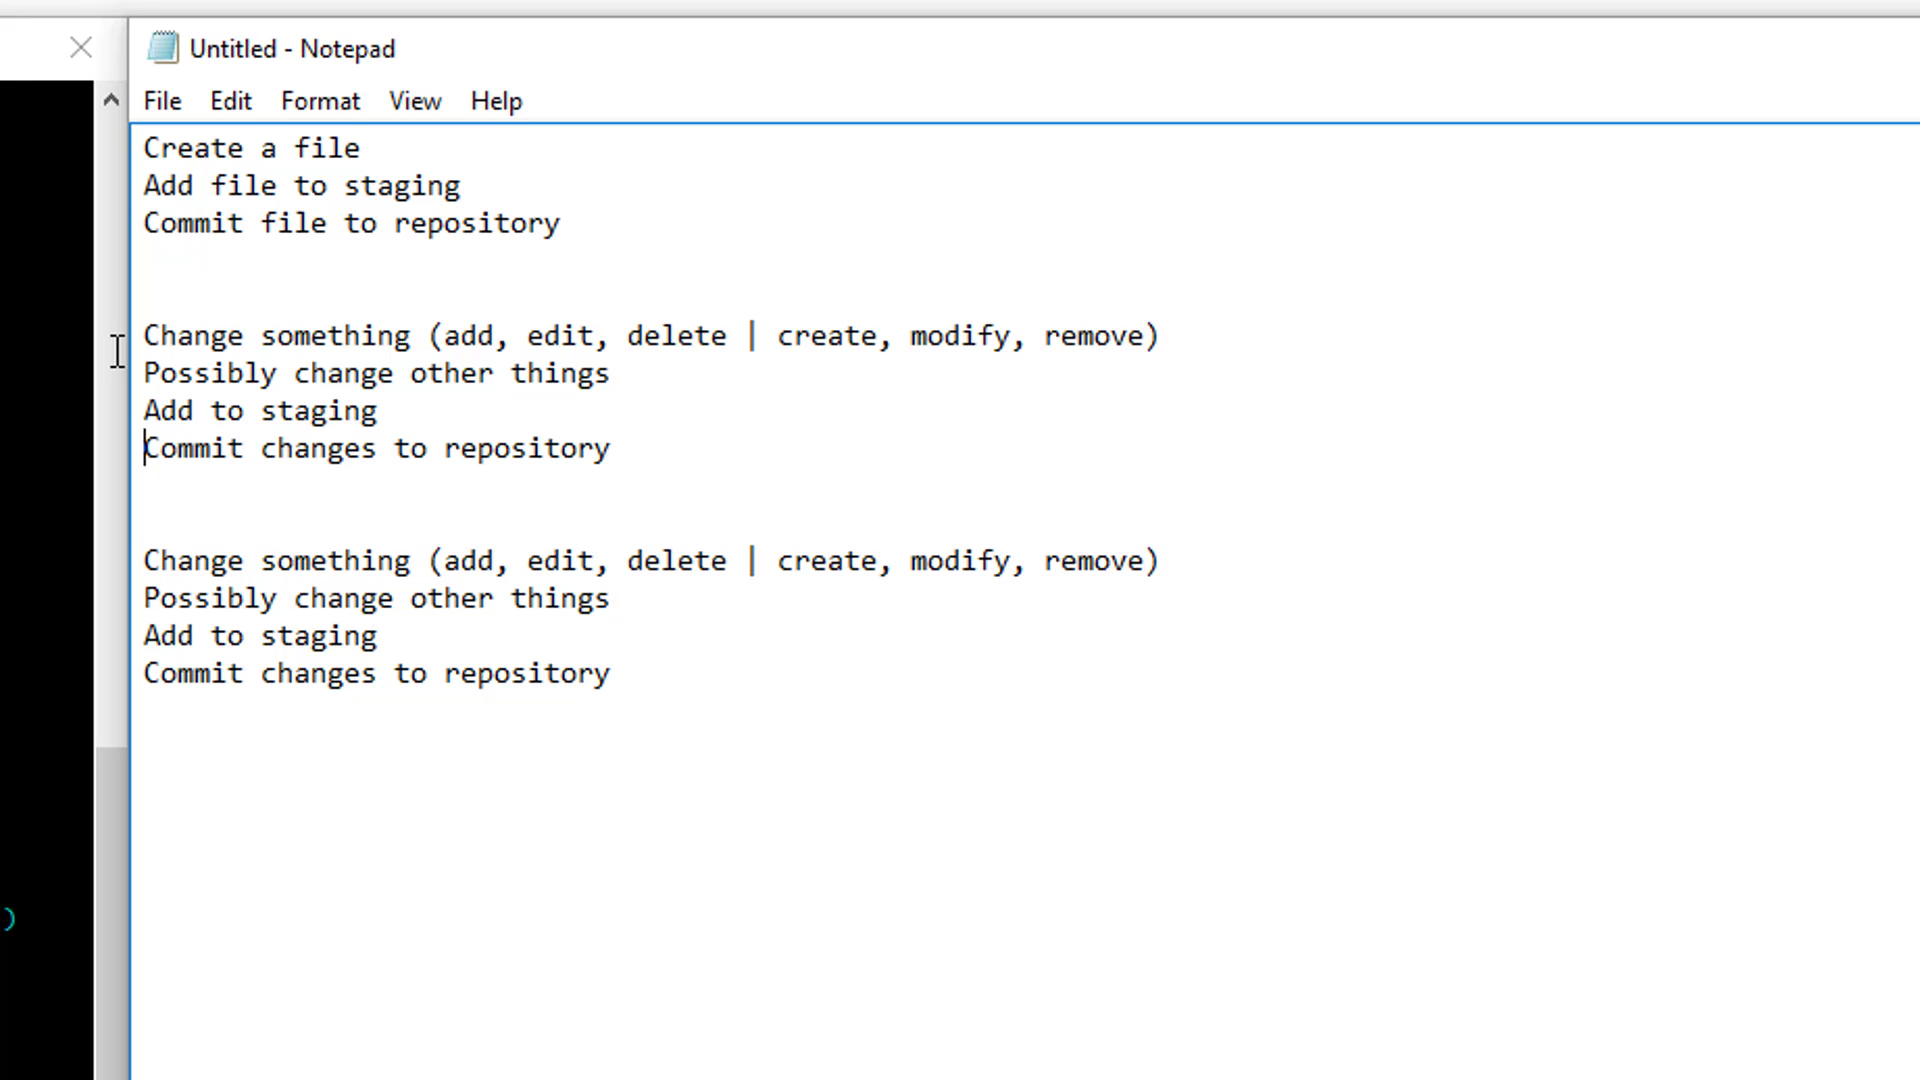 Untitled - Notepad
File Edit Format View Help
Create a file
Add file to staging
Commit file to repository
Change something (add, edit, delete | create, modify, remove)
Possibly change other things
Add to staging
Commit changes to repository
Change something (add, edit, delete | create, modify, remove)
Possibly change other things
Add to staging
Commit changes to repository
)